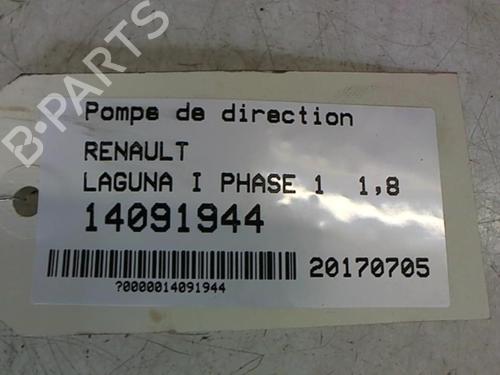 B-PARTS
Pompe de direction
RENAULT
LAGUNA I PHASE 1 1,8
14091944
20170705
?0000014091944